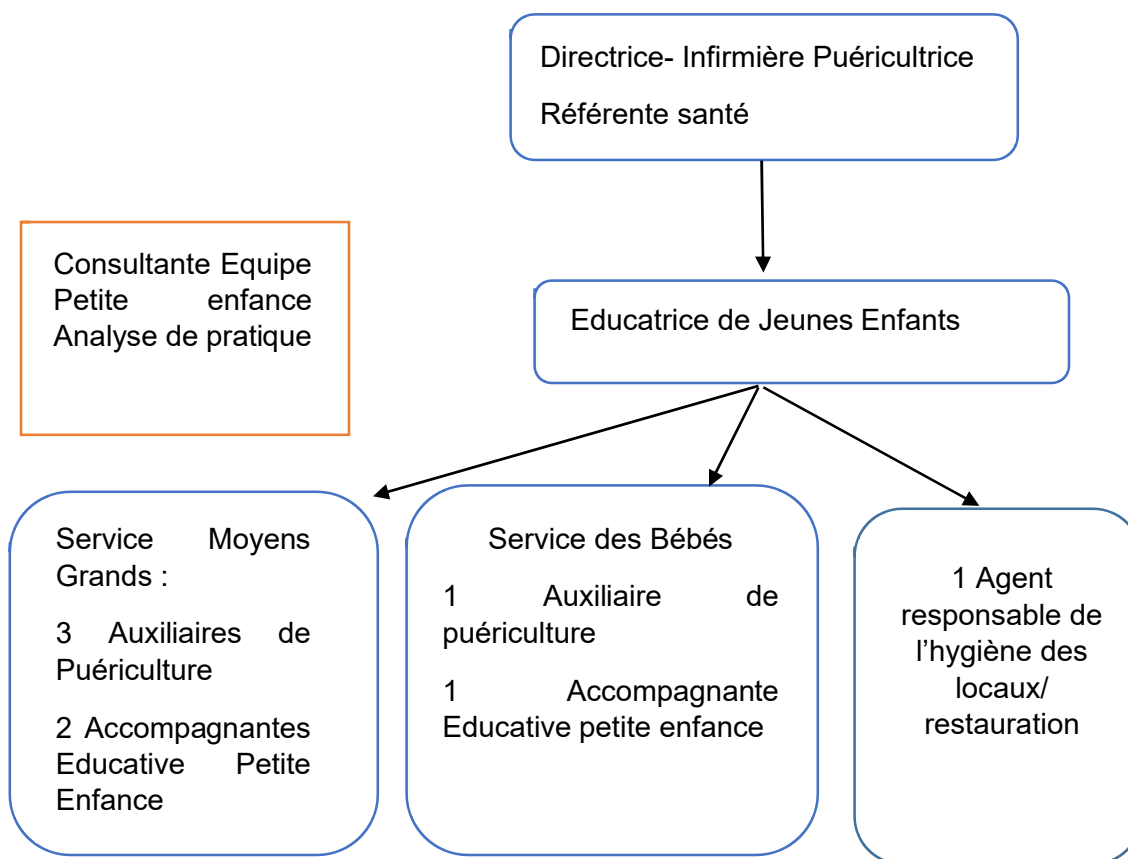 Directrice- Infirmière Puéricultrice
Référente santé
Consultante Equipe
Petite enfance
Analyse de pratique
Educatrice de Jeunes Enfants
Service Moyens
Grands :
3 Auxiliaires de
Puériculture
2 Accompagnantes
Educative Petite
Enfance
Service des Bébés
1 Auxiliaire de
puériculture
1 Accompagnante
Educative petite enfance
1 Agent
responsable de
l’hygiène des
locaux/
restauration